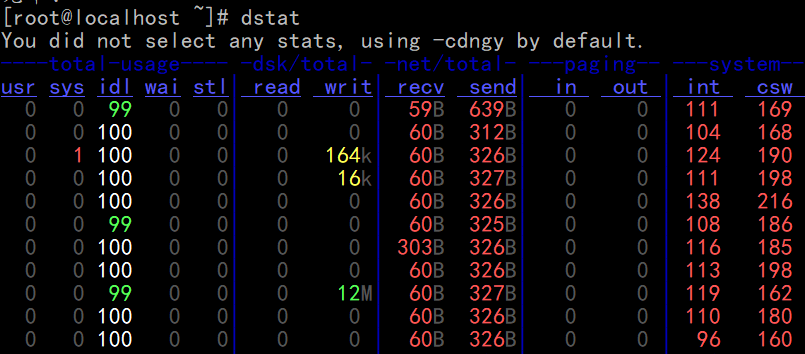 [root@localhost ~]# dstat
You did not select any stats, using -cdngy by default.
----total-usage---- -dsk/total- -net/total- ---paging-- ---system--
usr sys idl wai stl| read  writ| recv  send|  in   out | int   csw
  0   0  99   0   0|   0     0 |  59B  639B|   0     0 | 111   169
  0   0 100   0   0|   0     0 |  60B  312B|   0     0 | 104   168
  0   1 100   0   0|   0   164k|  60B  326B|   0     0 | 124   190
  0   0 100   0   0|   0    16k|  60B  327B|   0     0 | 111   198
  0   0 100   0   0|   0     0 |  60B  326B|   0     0 | 138   216
  0   0  99   0   0|   0     0 |  60B  325B|   0     0 | 108   186
  0   0 100   0   0|   0     0 | 303B  326B|   0     0 | 116   185
  0   0 100   0   0|   0     0 |  60B  326B|   0     0 | 113   198
  0   0  99   0   0|   0    12M|  60B  327B|   0     0 | 119   162
  0   0 100   0   0|   0     0 |  60B  326B|   0     0 | 110   180
  0   0 100   0   0|   0     0 |  60B  326B|   0     0 |  96   160